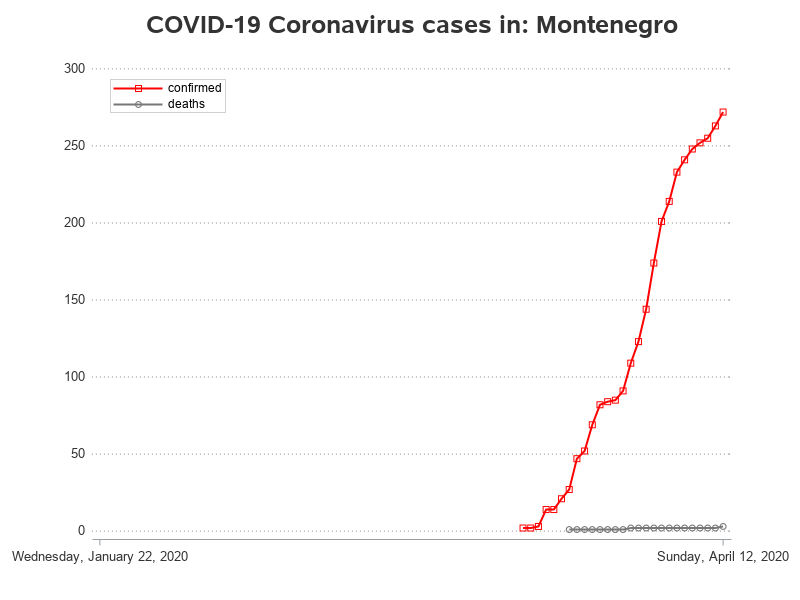 COVID-19 Coronavirus cases in: Montenegro
300
confirmed
deaths
250
200
150
100
50
0
Wednesday, January 22, 2020
Sunday, April 12, 2020